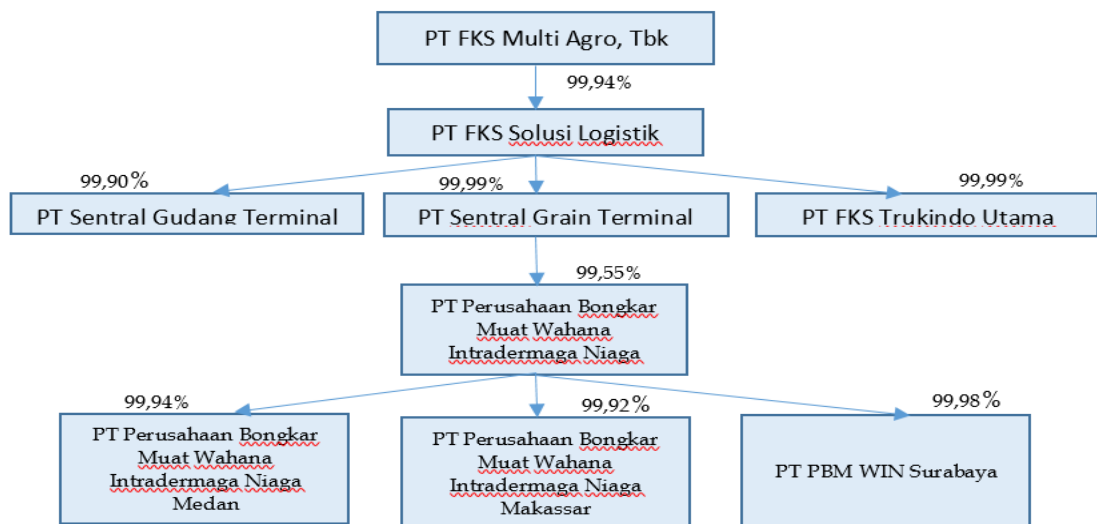 PT FKS Multi Agro, Tbk
99,94%
PT FKS Solusi Logistik
99,90%
99,99%
99,99%
PT Sentral Gudang Terminal
PT Sentral Grain Terminal
PT FKS Trukindo Utama
99,55%
PT Perusahaan Bongkar
Muat Wahana
Intradermaga Niaga
99,94%
99,92%
99,98%
PT Perusahaan Bongkar
Muat Wahana
Intradermaga Niaga
Medan
PT Perusahaan Bongkar
Muat Wahana
Intradermaga Niaga
Makassar
PT PBM WIN Surabaya